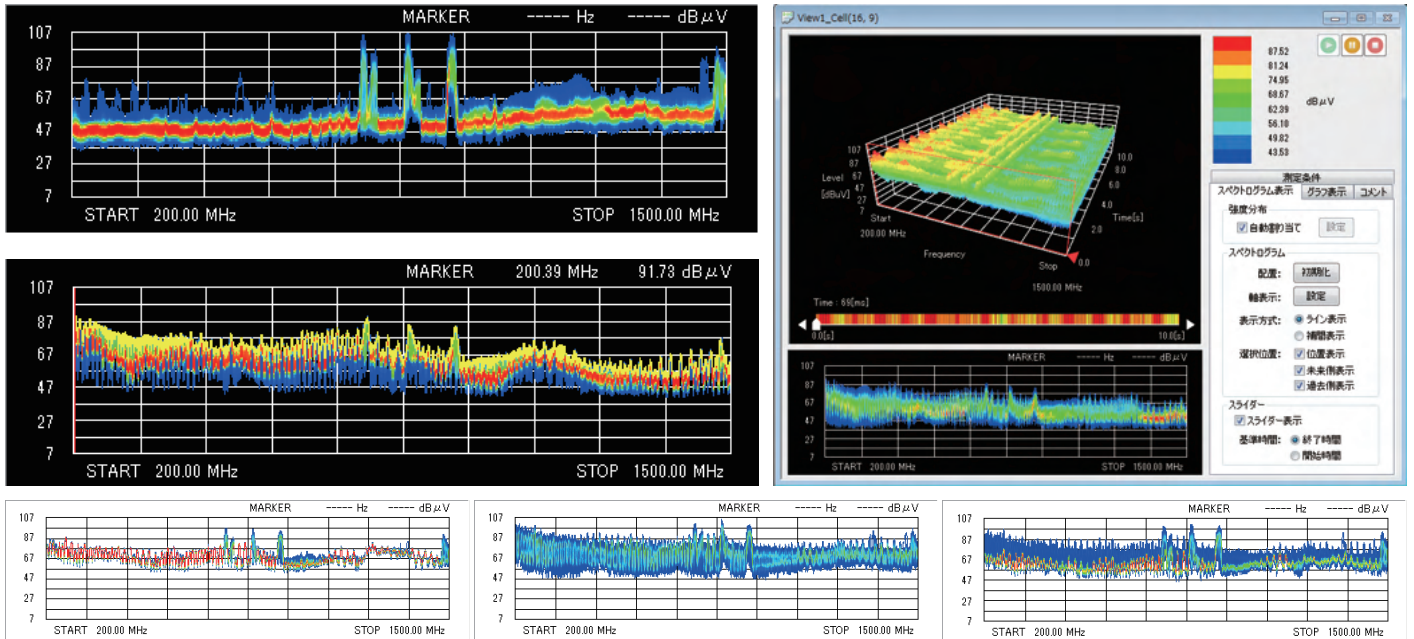 MARKER ----- Hz ----- dBμV
107
87
67
47
27
7
START 200.00 MHz STOP 1500.00 MHz
MARKER 200.39 MHz 91.73 dBμV
107
87
67
47
27
7
START 200.00 MHz STOP 1500.00 MHz
View1_Cell(16, 9)
107
87
67
47
27
7
Level
[dBuV]
Start
200.00 MHz
Frequency
Stop
1500.00 MHz
10.0
8.0
6.0
4.0
2.0
0.0
Time[s]
Time : 69[ms]
0.0[s] 10.0[s]
MARKER ----- Hz ----- dBμV
107
87
67
47
27
7
START 200.00 MHz STOP 1500.00 MHz
87.52
81.24
74.95
68.67
62.39
56.10
49.82
43.53
dBμV
測定条件
スペクトログラム表示 グラフ表示 コメント
強度分布
自動割り当て 設定
スペクトログラム
配置: 初期化
軸表示: 設定
表示方式: ライン表示
補間表示
選択位置: 位置表示
未来側表示
過去側表示
スライダー
スライダー表示
基準時間: 終了時間
開始時間
MARKER ----- Hz ----- dBμV
107
87
67
47
27
7
START 200.00 MHz STOP 1500.00 MHz
MARKER ----- Hz ----- dBμV
107
87
67
47
27
7
START 200.00 MHz STOP 1500.00 MHz
MARKER ----- Hz ----- dBμV
107
87
67
47
27
7
START 200.00 MHz STOP 1500.00 MHz